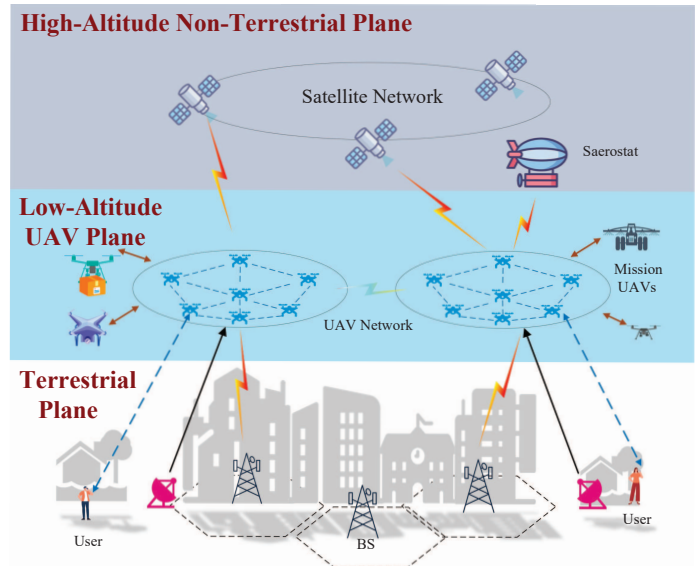 High-Altitude Non-Terrestrial Plane
Satellite Network
Saerostat
Low-Altitude
UAV Plane
Mission
UAVs
UAV Network
Terrestrial
Plane
User
BS
User